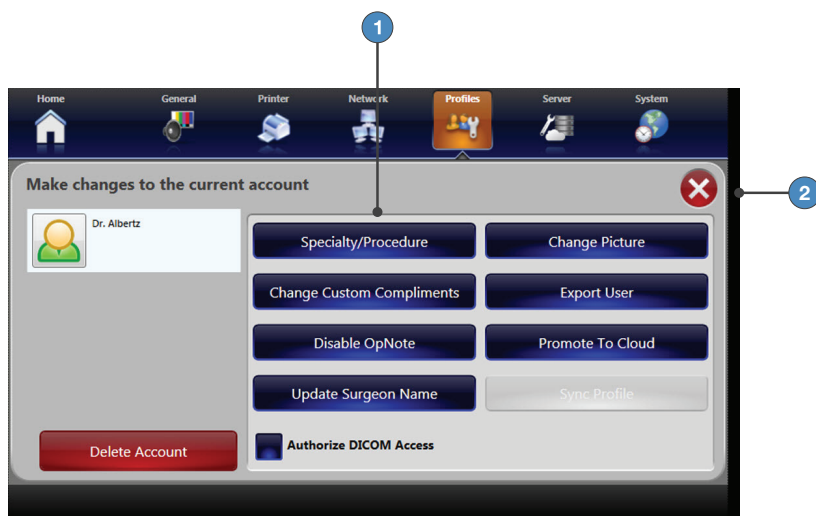 1
Home General Printer Network Profiles Server System
Make changes to the current account
2
Dr. Albertz
Specialty/Procedure Change Picture
Change Custom Compliments Export User
Disable OpNote Promote To Cloud
Update Surgeon Name Sync Profile
Authorize DICOM Access
Delete Account